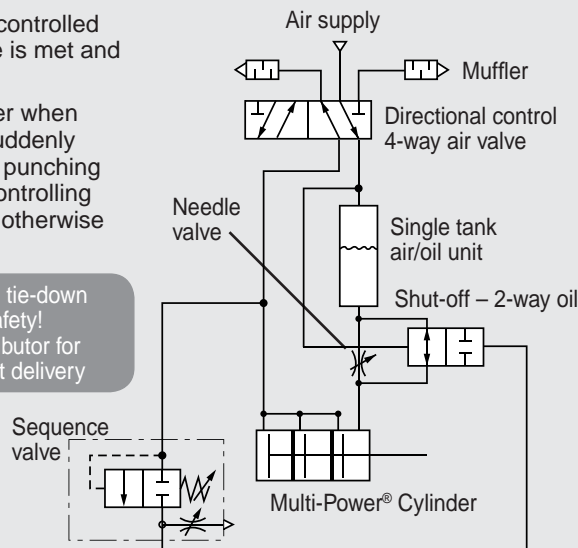 controlled
e is met and
er when
uddenly
punching
ontrolling
otherwise
tie-down
afety!
butor for
t delivery
Air supply
Muffler
Directional control
4-way air valve
Needle
valve
Single tank
air/oil unit
Shut-off – 2-way oil
Sequence
valve
Multi-Power® Cylinder